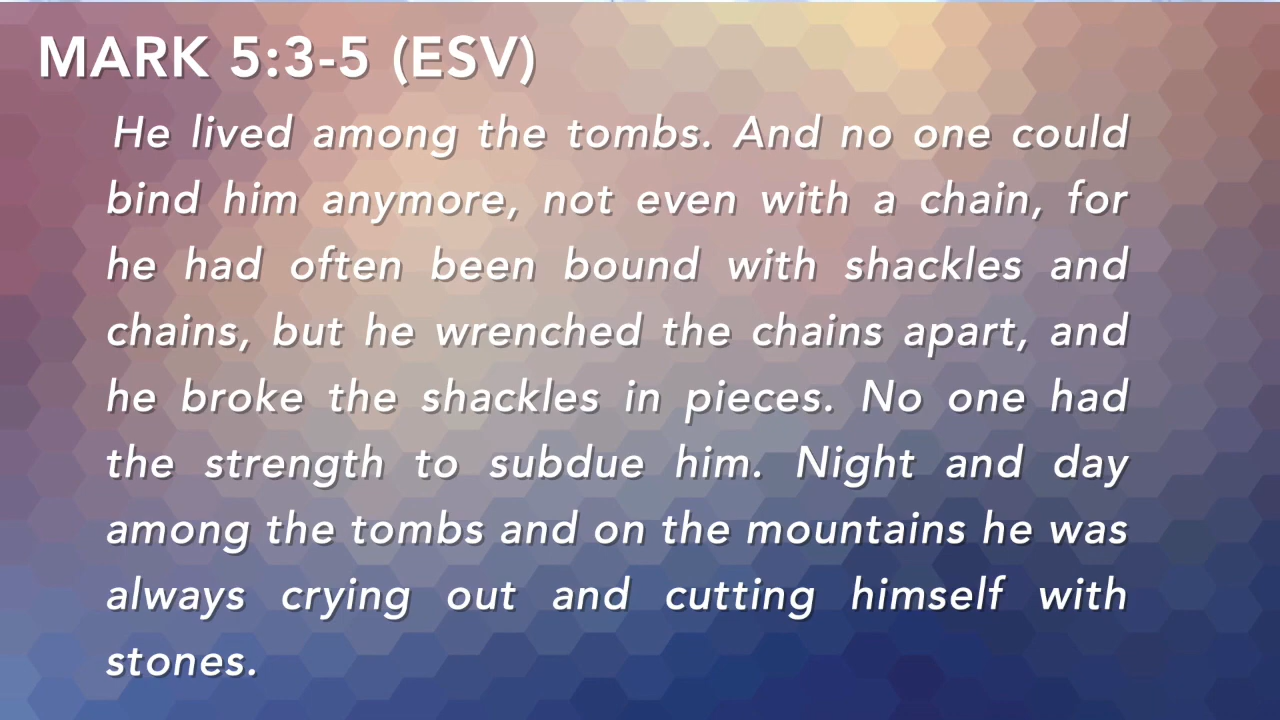 MARK 5:3-5 (ESV)
He lived among the tombs. And no one could
bind him anymore, not even with a chain, for
he had often been bound with shackles and
chains, but he wrenched the chains apart, and
he broke the shackles in pieces. No one had
the strength to subdue him. Night and day
among the tombs and on the mountains he was
always crying out and cutting himself with
stones.